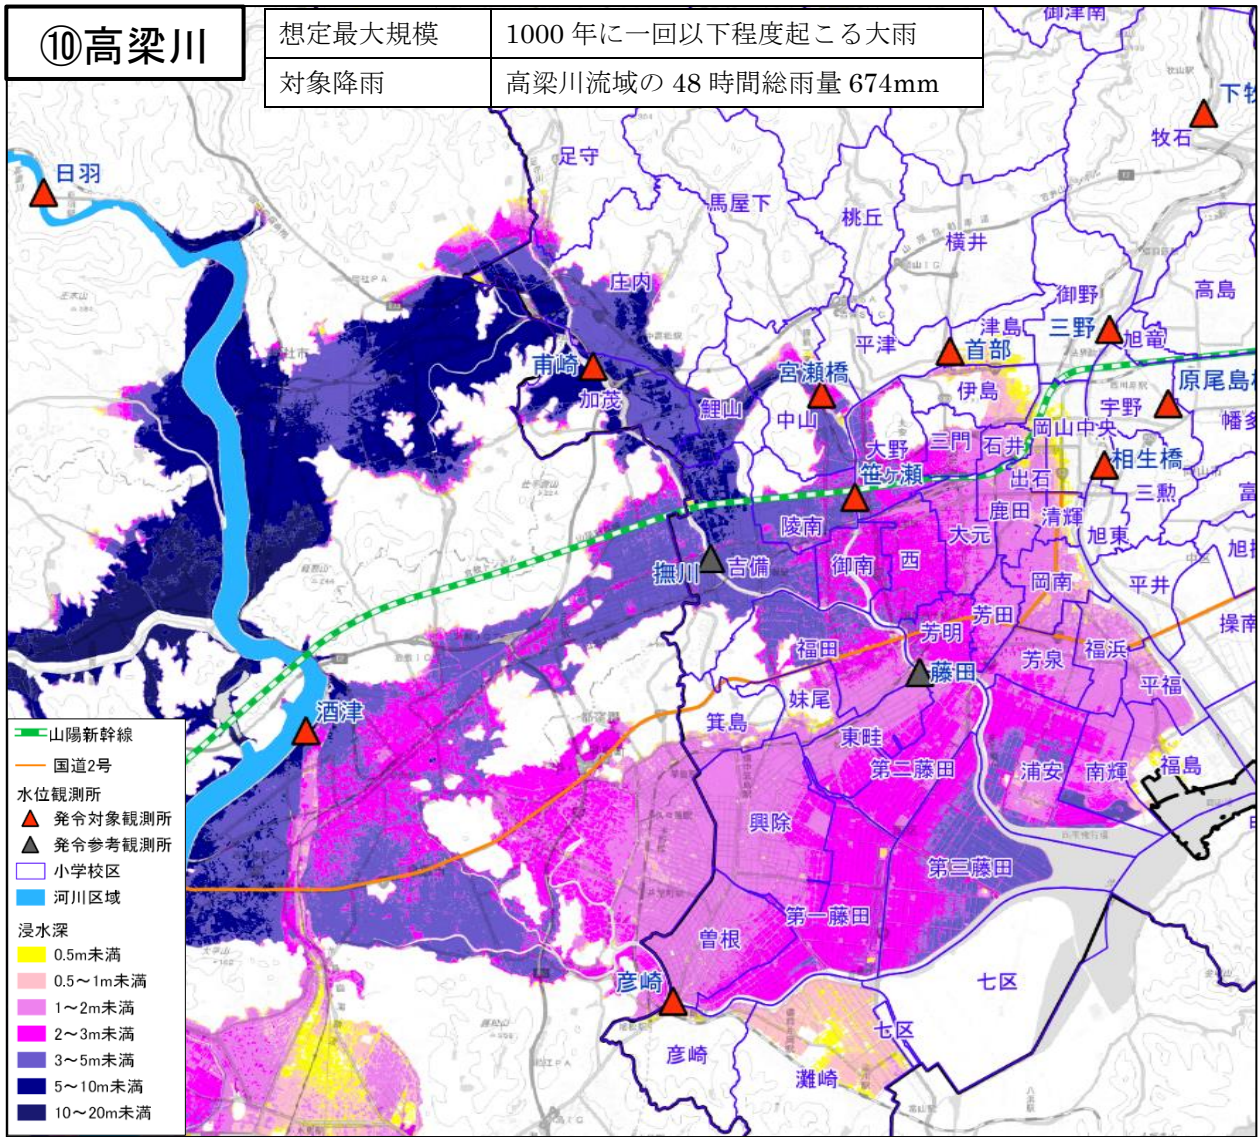 ⑩高梁川
想定最大規模 1000 年に一回以下程度起こる大雨
対象降雨 高梁川流域の 48 時間総雨量 674mm
御津南
下牧
牧石
日羽
足守
馬屋下
桃丘
横井
御野
高島
庄内
平津
津島
三野
旭竜
首部
甫崎
宮瀬橋
伊島
原尾島橋
加茂
鯉山
中山
宇野
幡多
岡山中央
大野
三門
石井
相生橋
笹ヶ瀬
出石
三勲
富
陵南
鹿田
清輝
大元
旭東
旭操
撫川
吉備
御南
西
岡南
平井
芳田
操南
福田
芳明
芳泉
福浜
藤田
平福
酒津
妹尾
箕島
東畦
第二藤田
浦安
南輝
福島
興除
第三藤田
第一藤田
曽根
彦崎
七区
七区
彦崎
灘崎
山陽新幹線
国道2号
水位観測所
発令対象観測所
発令参考観測所
小学校区
河川区域
浸水深
0.5m未満
0.5～1m未満
1～2m未満
2～3m未満
3～5m未満
5～10m未満
10～20m未満